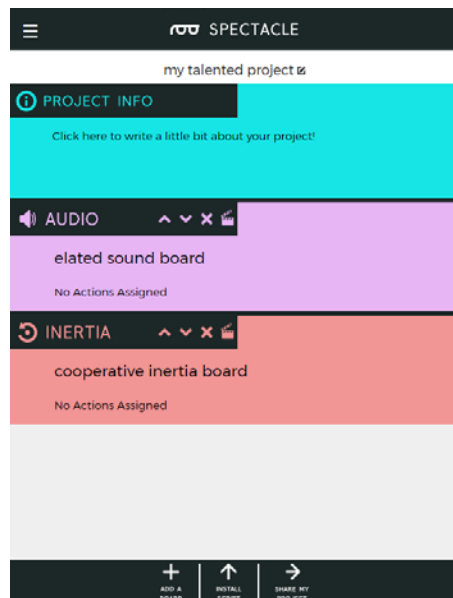 SPECTACLE
my talented project
PROJECT INFO
Click here to write a little bit about your project!
AUDIO
elated sound board
No Actions Assigned
INERTIA
cooperative inertia board
No Actions Assigned
ADD A INSTALL SHARE MY